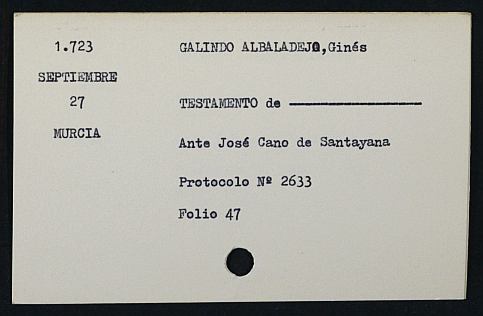 1.723 GALINDO ALBALADEJO,Ginés
SEPTIEMBRE
27 TESTAMENTO de
MURCIA
Ante José Cano de Santayana
Protocolo Nº 2633
Folio 47